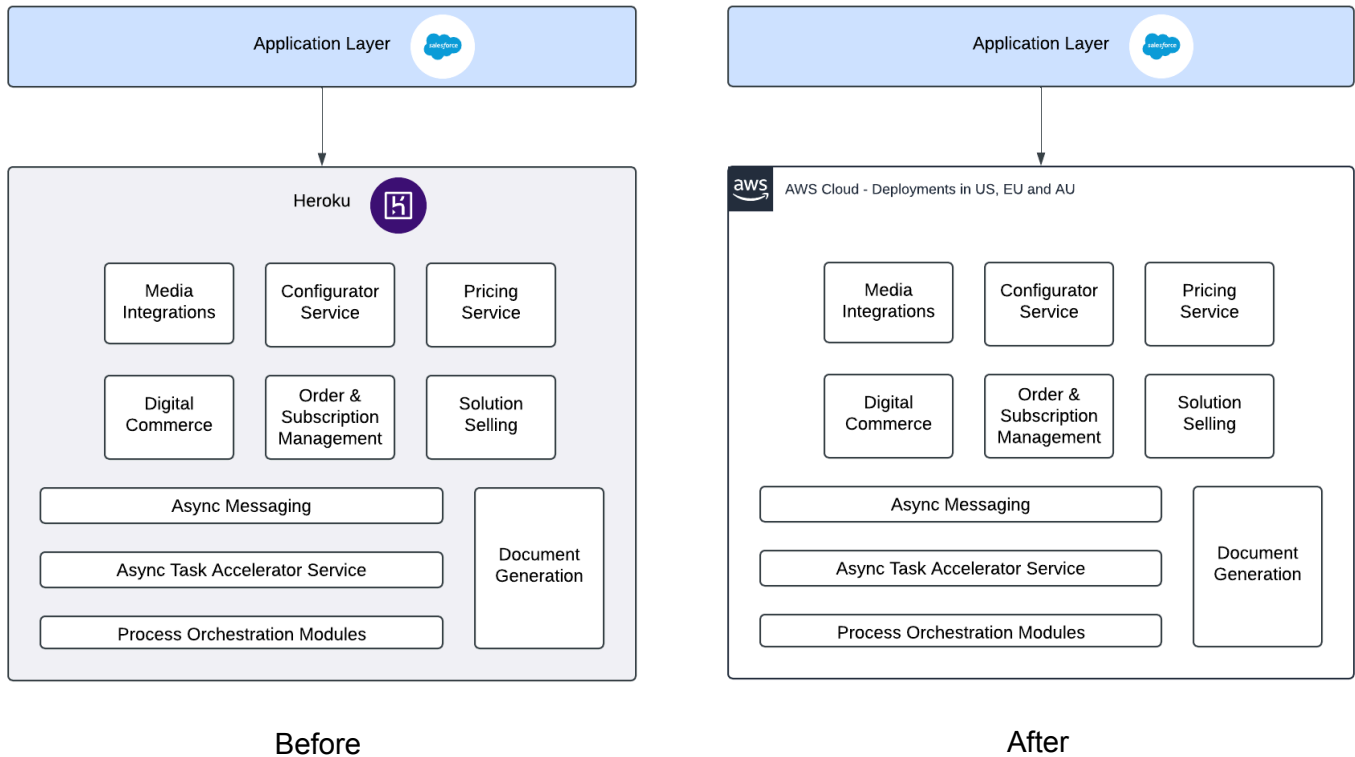 Application Layer
salesforce
Heroku
Media
Integrations
Configurator
Service
Pricing
Service
Digital
Commerce
Order &
Subscription
Management
Solution
Selling
Async Messaging
Async Task Accelerator Service
Process Orchestration Modules
Document
Generation
Before
Application Layer
salesforce
aws
AWS Cloud - Deployments in US, EU and AU
Media
Integrations
Configurator
Service
Pricing
Service
Digital
Commerce
Order &
Subscription
Management
Solution
Selling
Async Messaging
Async Task Accelerator Service
Process Orchestration Modules
Document
Generation
After